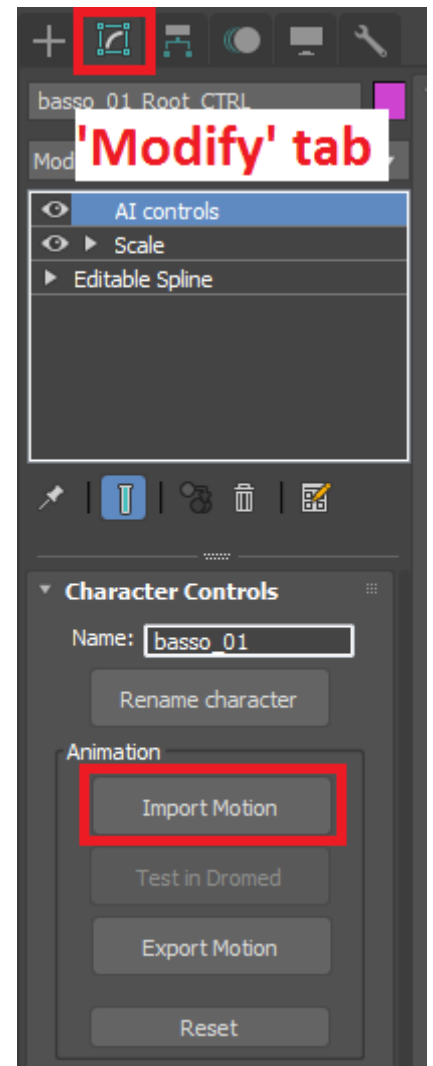 basso_01_Root_CTRL
'Modify' tab
Mod
AI controls
Scale
Editable Spline
Character Controls
Name: basso_01
Rename character
Animation
Import Motion
Test in Dromed
Export Motion
Reset